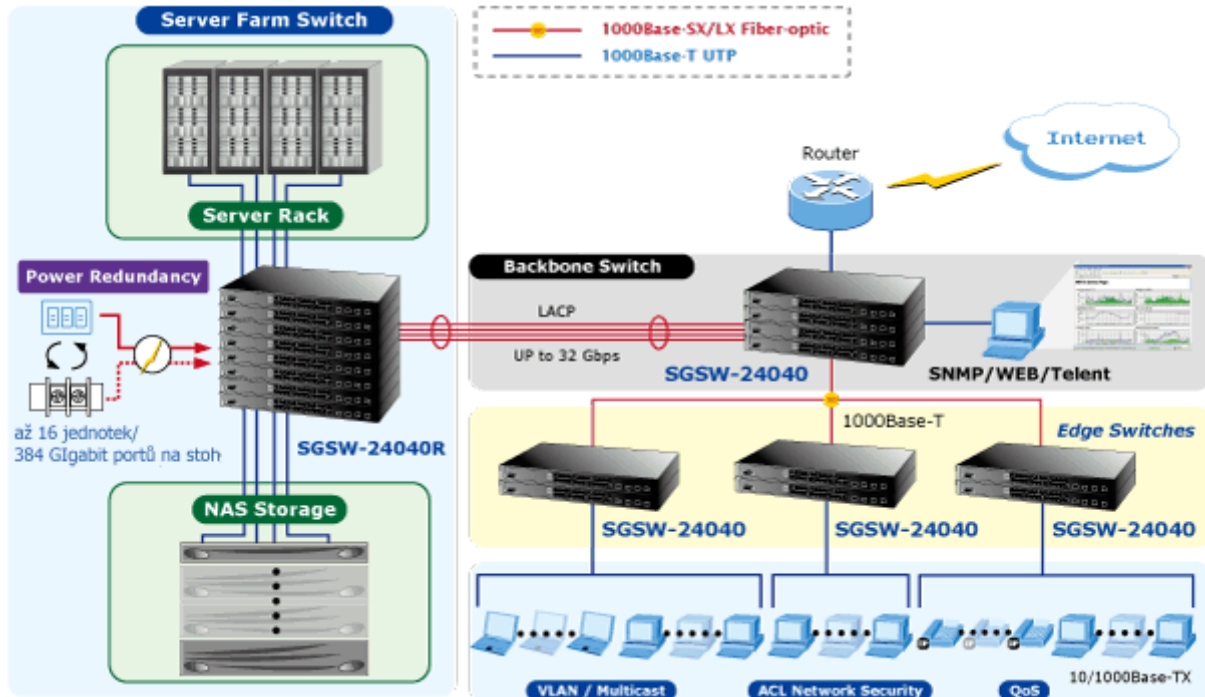 Server Farm Switch
Server Rack
Power Redundancy
až 16 jednotek/
384 GIgabit portů na stoh
SGSW-24040R
NAS Storage
1000Base-SX/LX Fiber-optic
1000Base-T UTP
Internet
Router
Backbone Switch
LACP
UP to 32 Gbps
SGSW-24040
SNMP/WEB/Telent
1000Base-T
Edge Switches
SGSW-24040
SGSW-24040
SGSW-24040
10/1000Base-TX
VLAN / Multicast
ACL Network Security
QoS